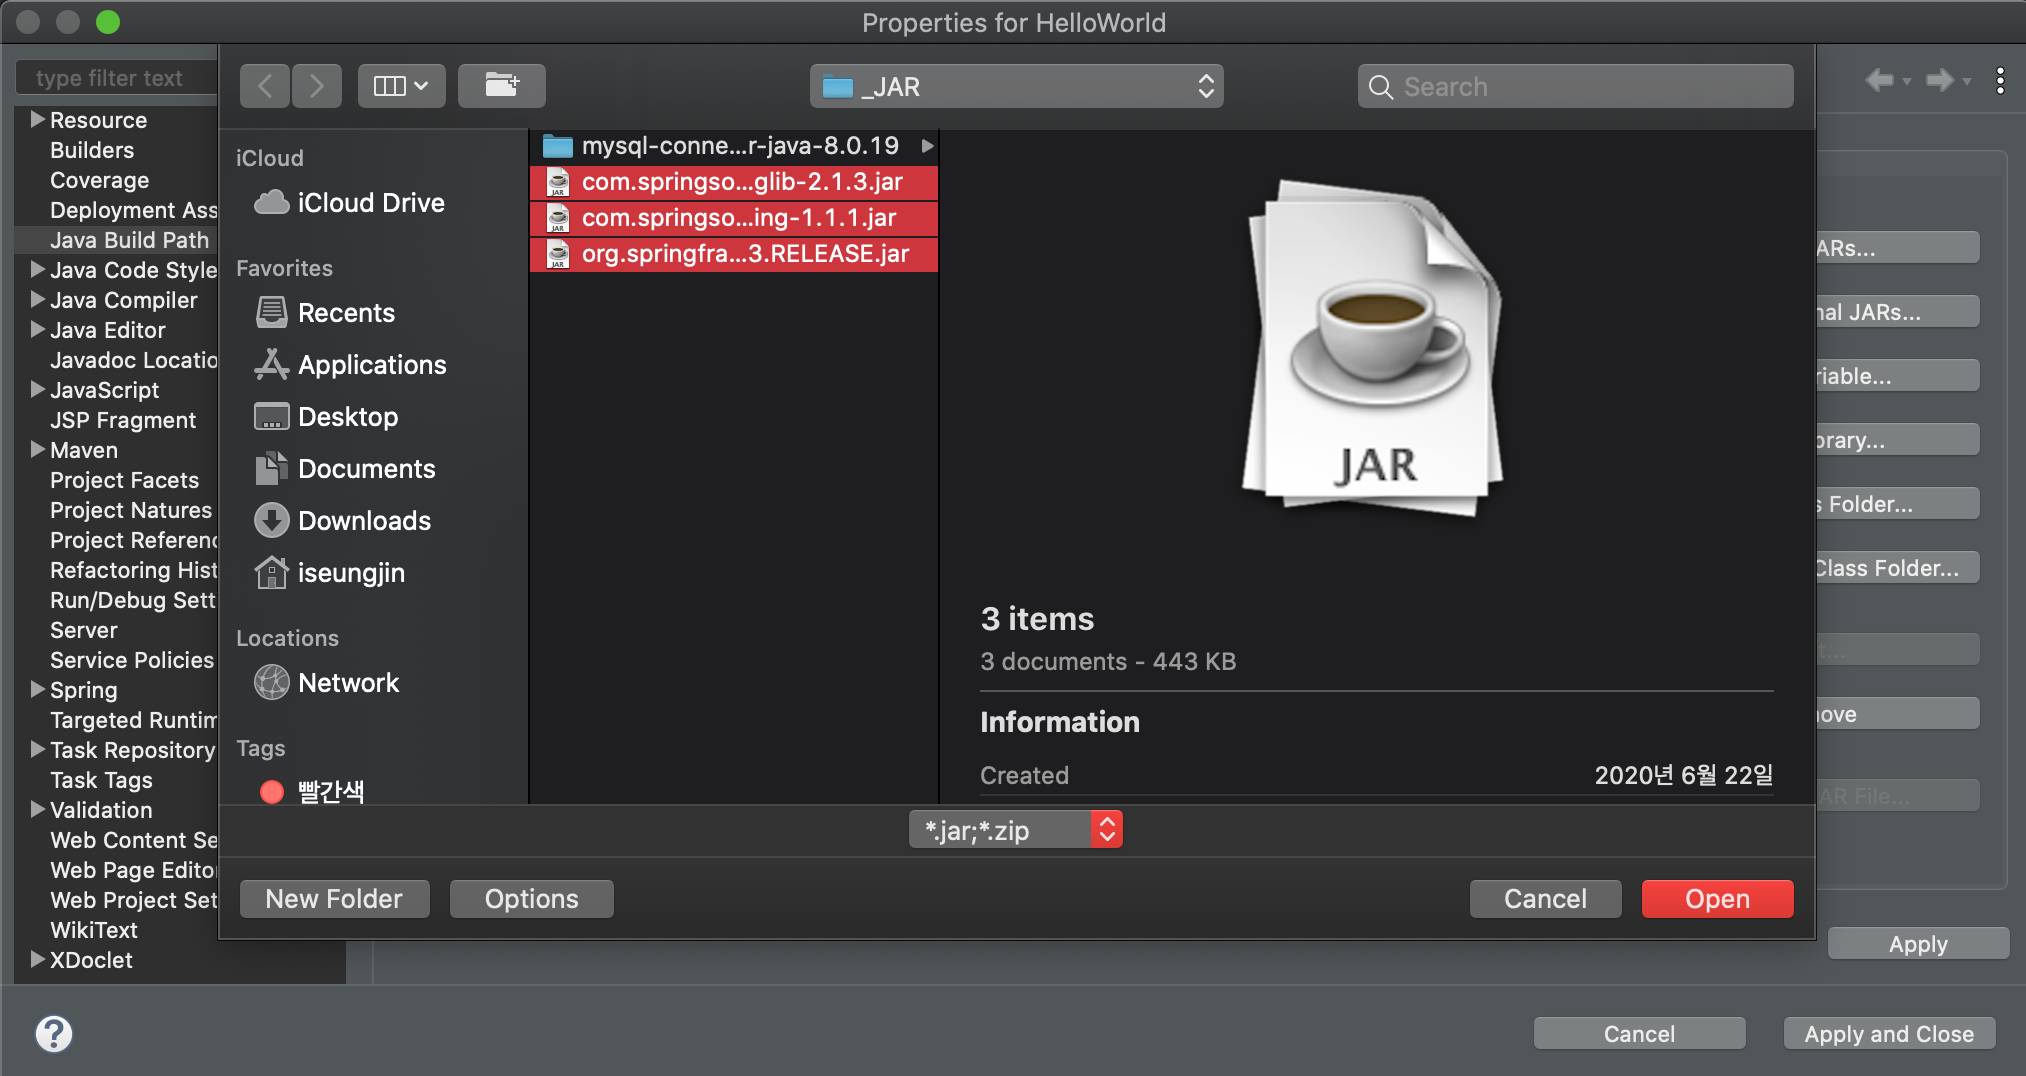 Properties for HelloWorld
type filter text
Resource
Builders
Coverage
Deployment Ass
Java Build Path
Java Code Style
Java Compiler
Java Editor
Javadoc Locatio
JavaScript
JSP Fragment
Maven
Project Facets
Project Natures
Project Referenc
Refactoring Hist
Run/Debug Sett
Server
Service Policies
Spring
Targeted Runtim
Task Repository
Task Tags
Validation
Web Content Se
Web Page Editor
Web Project Set
WikiText
XDoclet
_JAR
Search
iCloud
iCloud Drive
Favorites
Recents
Applications
Desktop
Documents
Downloads
iseungjin
Locations
Network
Tags
빨간색
mysql-conne...r-java-8.0.19
com.springso...glib-2.1.3.jar
com.springso...ing-1.1.1.jar
org.springfra...3.RELEASE.jar
JAR
3 items
3 documents - 443 KB
Information
Created 2020년 6월 22일
*.jar;*.zip
New Folder
Options
Cancel
Open
ARs...
nal JARs...
riable...
brary...
s Folder...
Class Folder...
t...
ove
AR File...
Apply
?
Cancel
Apply and Close